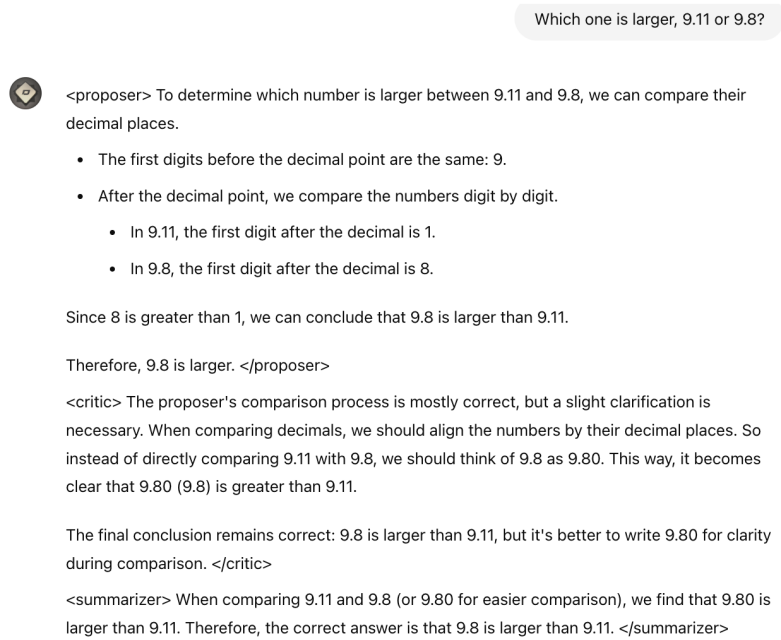 Which one is larger, 9.11 or 9.8?
<proposer> To determine which number is larger between 9.11 and 9.8, we can compare their
decimal places.
• The first digits before the decimal point are the same: 9.
• After the decimal point, we compare the numbers digit by digit.
• In 9.11, the first digit after the decimal is 1.
• In 9.8, the first digit after the decimal is 8.
Since 8 is greater than 1, we can conclude that 9.8 is larger than 9.11.
Therefore, 9.8 is larger. </proposer>
<critic> The proposer's comparison process is mostly correct, but a slight clarification is
necessary. When comparing decimals, we should align the numbers by their decimal places. So
instead of directly comparing 9.11 with 9.8, we should think of 9.8 as 9.80. This way, it becomes
clear that 9.80 (9.8) is greater than 9.11.
The final conclusion remains correct: 9.8 is larger than 9.11, but it's better to write 9.80 for clarity
during comparison. </critic>
<summarizer> When comparing 9.11 and 9.8 (or 9.80 for easier comparison), we find that 9.80 is
larger than 9.11. Therefore, the correct answer is that 9.8 is larger than 9.11. </summarizer>